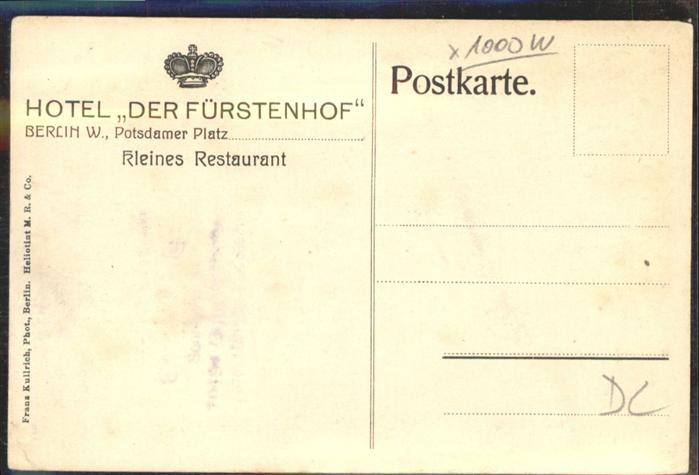 x 1000 W
Postkarte.
HOTEL „DER FÜRSTENHOF“
BERLIN W., Potsdamer Platz
Kleines Restaurant
Franz Kullrich, Phot., Berlin. Heliotint M. R. & Co.
DC